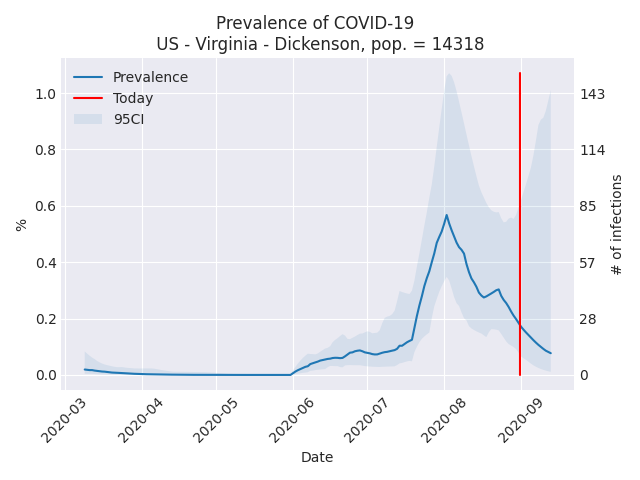 Prevalence of COVID-19
US - Virginia - Dickenson, pop. = 14318
Prevalence
Today
95CI
1.0
0.8
0.6
0.4
0.2
0.0
%
143
114
85
57
28
0
# of infections
2020-03
2020-04
2020-05
2020-06
2020-07
2020-08
2020-09
Date